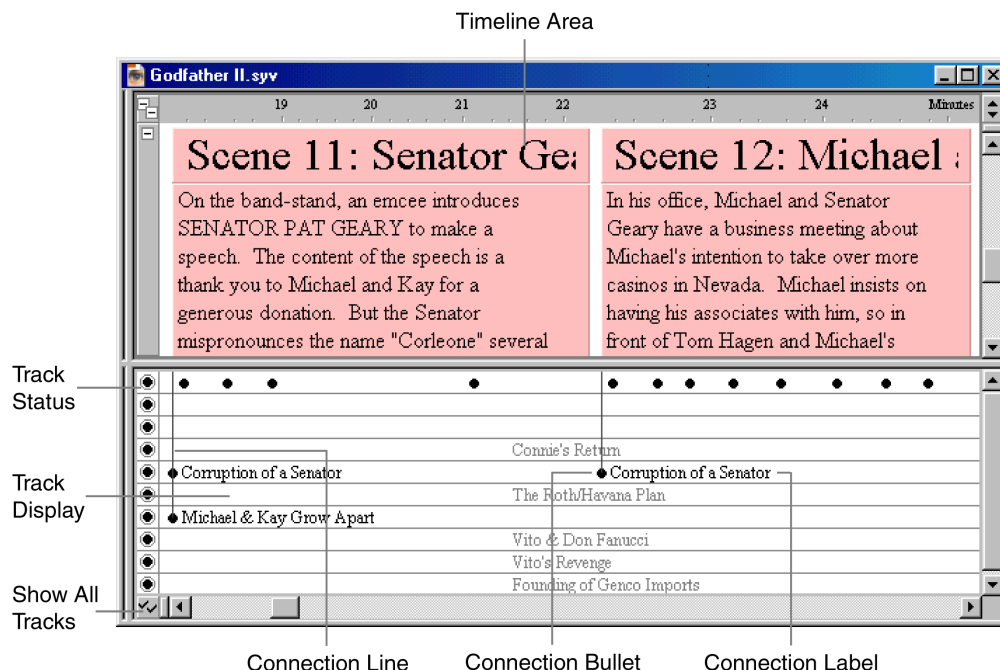 Timeline Area
Godfather II.syv
19 20 21 22 23 24 Minutes
Scene 11: Senator Gea
On the band-stand, an emcee introduces
SENATOR PAT GEARY to make a
speech. The content of the speech is a
thank you to Michael and Kay for a
generous donation. But the Senator
mispronounces the name "Corleone" several
Scene 12: Michael
In his office, Michael and Senator
Geary have a business meeting about
Michael's intention to take over more
casinos in Nevada. Michael insists on
having his associates with him, so in
front of Tom Hagen and Michael's
Track
Status
Connie's Return
Corruption of a Senator
Corruption of a Senator
Track
Display
The Roth/Havana Plan
Michael & Kay Grow Apart
Vito & Don Fanucci
Vito's Revenge
Founding of Genco Imports
Show All
Tracks
Connection Line
Connection Bullet
Connection Label